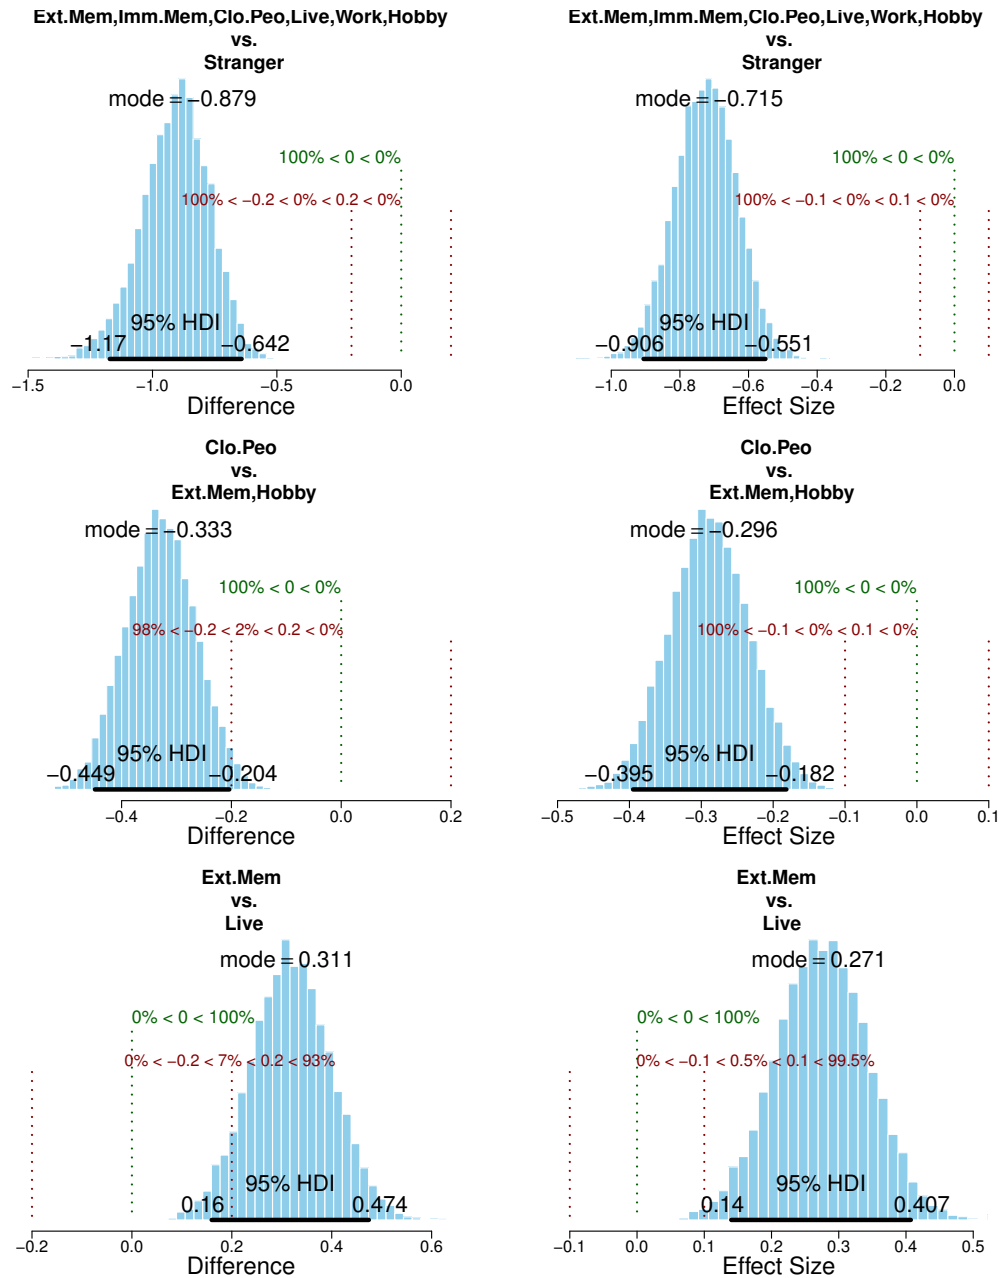 Ext.Mem,Imm.Mem,Clo.Peo,Live,Work,Hobby
vs.
Stranger
mode = −0.879
100% < 0 < 0%
100% < −0.2 < 0% < 0.2 < 0%
95% HDI
−1.17
−0.642
−1.5
−1.0
−0.5
0.0
Difference
Ext.Mem,Imm.Mem,Clo.Peo,Live,Work,Hobby
vs.
Stranger
mode = −0.715
100% < 0 < 0%
100% < −0.1 < 0% < 0.1 < 0%
95% HDI
−0.906
−0.551
−1.0
−0.8
−0.6
−0.4
−0.2
0.0
Effect Size
Clo.Peo
vs.
Ext.Mem,Hobby
mode = −0.333
100% < 0 < 0%
98% < −0.2 < 2% < 0.2 < 0%
95% HDI
−0.449
−0.204
−0.4
−0.2
0.0
0.2
Difference
Clo.Peo
vs.
Ext.Mem,Hobby
mode = −0.296
100% < 0 < 0%
100% < −0.1 < 0% < 0.1 < 0%
95% HDI
−0.395
−0.182
−0.5
−0.4
−0.3
−0.2
−0.1
0.0
0.1
Effect Size
Ext.Mem
vs.
Live
mode = 0.311
0% < 0 < 100%
0% < −0.2 < 7% < 0.2 < 93%
95% HDI
0.16
0.474
−0.2
0.0
0.2
0.4
0.6
Difference
Ext.Mem
vs.
Live
mode = 0.271
0% < 0 < 100%
0% < −0.1 < 0.5% < 0.1 < 99.5%
95% HDI
0.14
0.407
−0.1
0.0
0.1
0.2
0.3
0.4
0.5
Effect Size